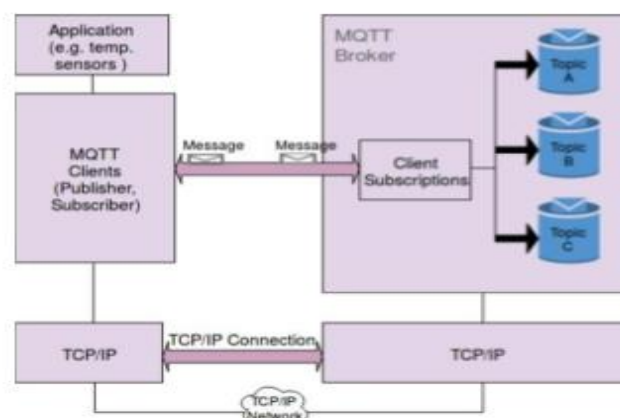 Application
(e.g. temp.
sensors )
MQTT
Clients
(Publisher,
Subscriber)
Message
Message
MQTT
Broker
Client
Subscriptions
Topic
A
Topic
B
Topic
C
TCP/IP
TCP/IP Connection
TCP/IP
TCP/IP
Network